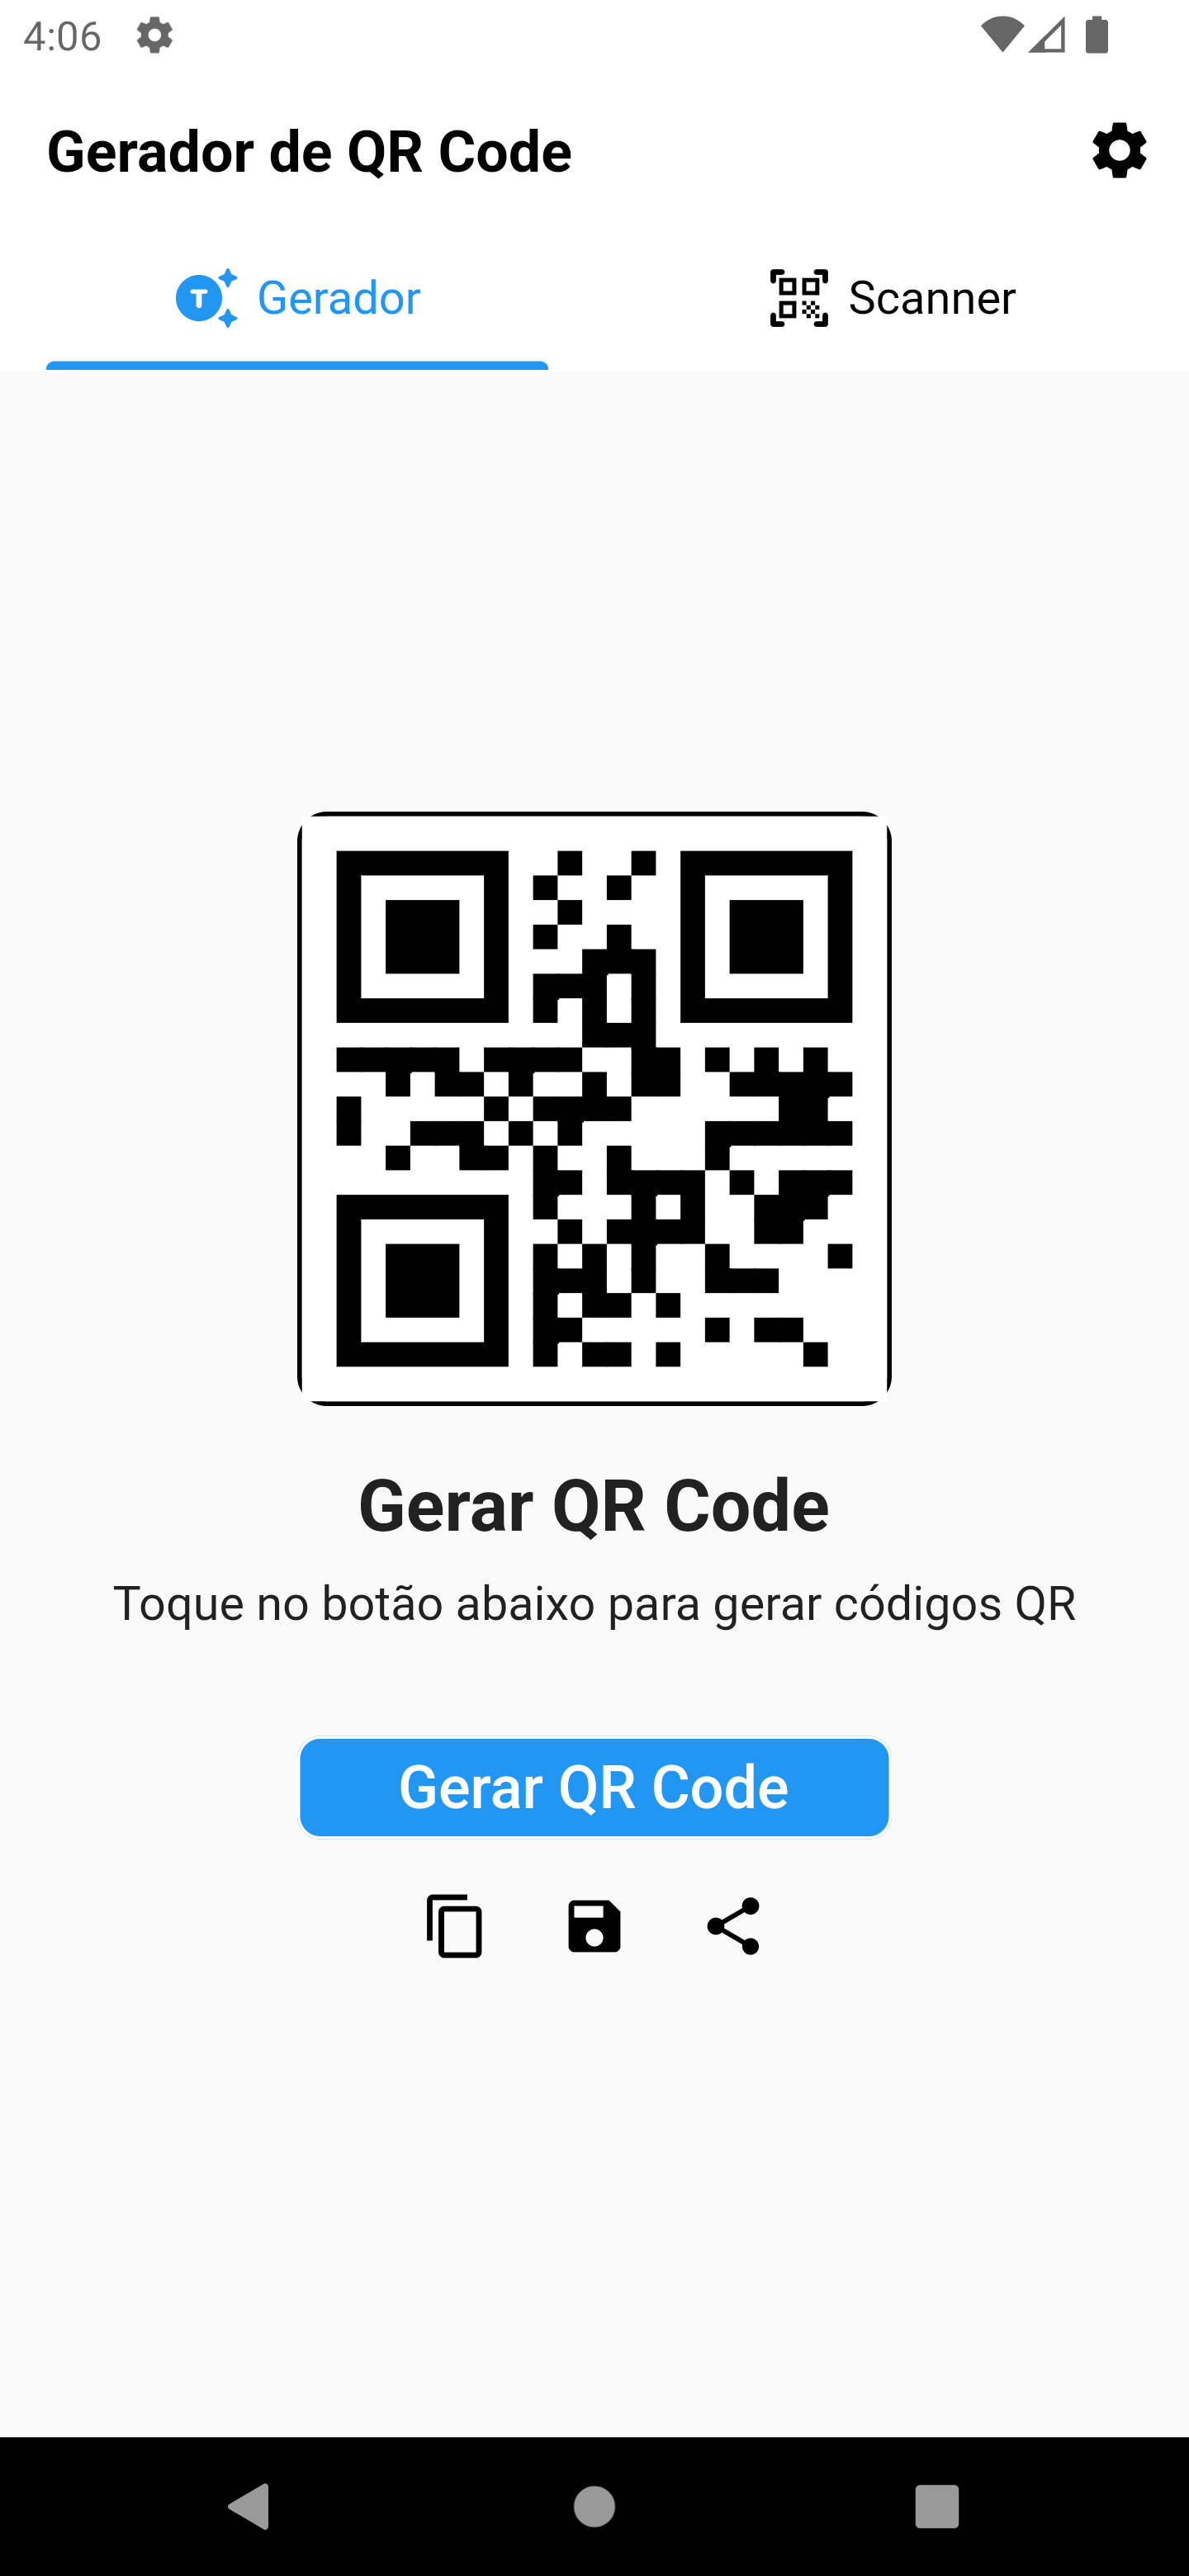 4:06
Gerador de QR Code
Gerador
Scanner
Gerar QR Code
Toque no botão abaixo para gerar códigos QR
Gerar QR Code